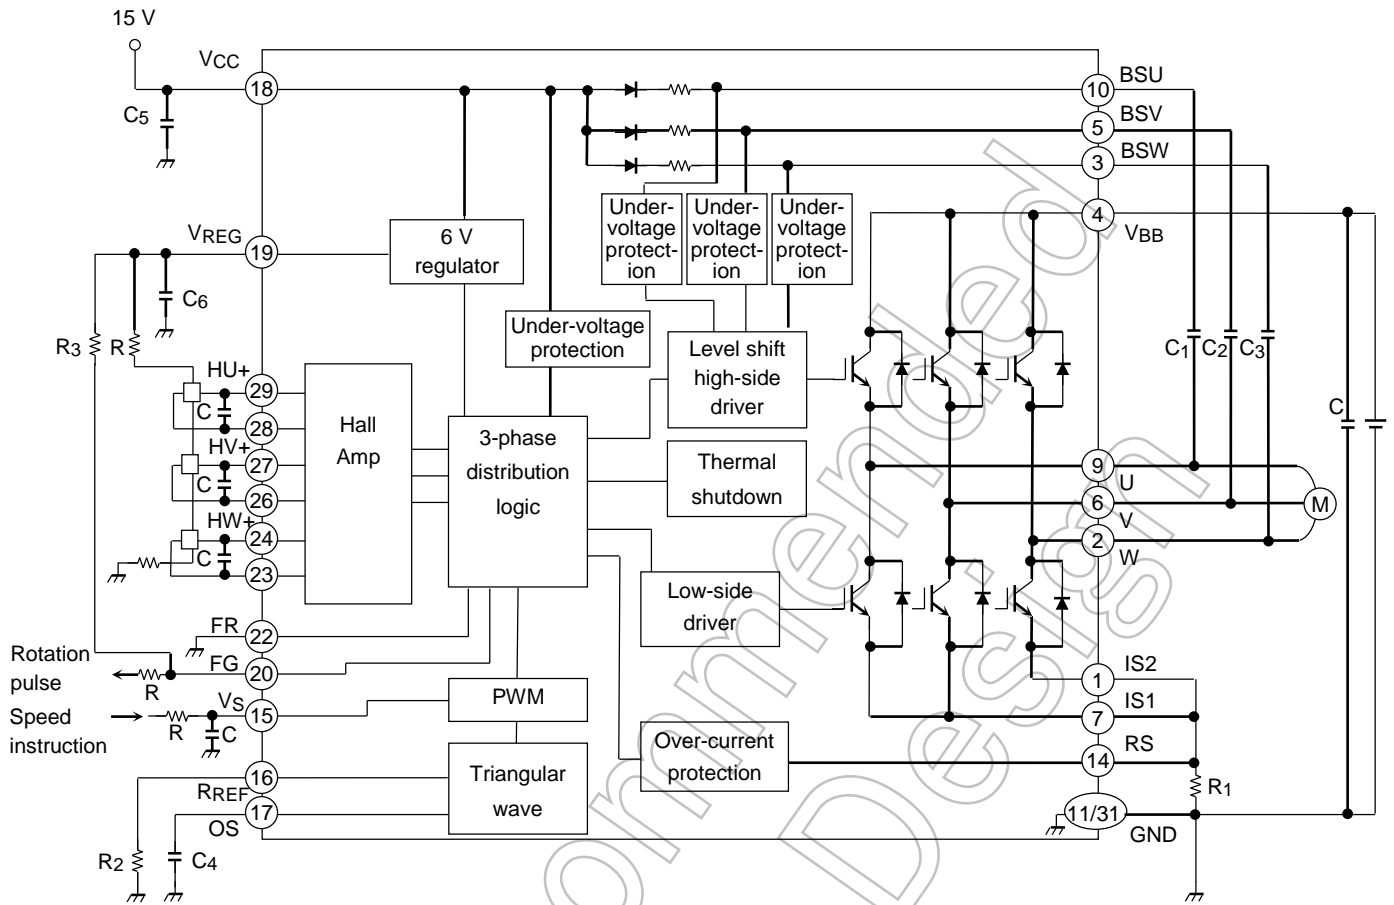 15 V
VCC
18
C5
BSU
10
BSV
5
BSW
3
4
VBB
VREG
19
C6
6 V
regulator
Under-
voltage
protect-
ion
Under-
voltage
protect-
ion
Under-
voltage
protect-
ion
Under-voltage
protection
Level shift
high-side
driver
R3
R
HU+
29
C
28
HV+
27
C
26
HW+
24
C
23
Hall
Amp
3-phase
distribution
logic
Thermal
shutdown
Low-side
driver
C1
C2
C3
C
9
U
6
V
2
W
M
FR
22
Rotation
pulse
R
FG
20
Speed
instruction
R
C
VS
15
PWM
Over-current
protection
Triangular
wave
16
RREF
17
OS
R2
C4
1
IS2
7
IS1
14
RS
R1
11/31
GND
ommended
Design